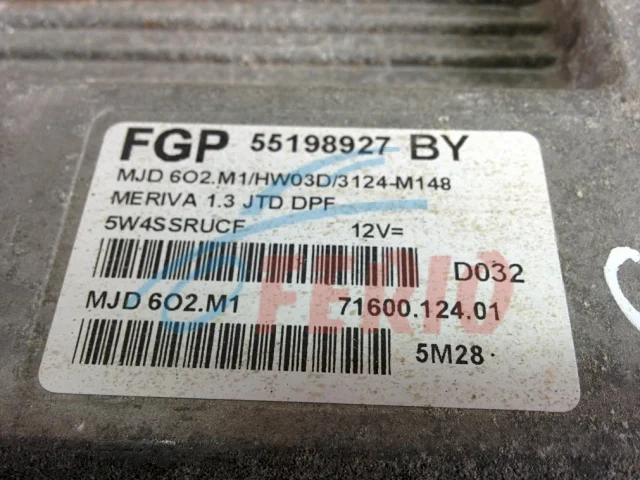 FGP 55198927 BY
MJD 6O2.M1/HW03D/3124-M148
MERIVA 1.3 JTD DPF
5W4SSRUCF 12V=
D032
MJD 6O2.M1 71600.124.01
5M28
FERIO